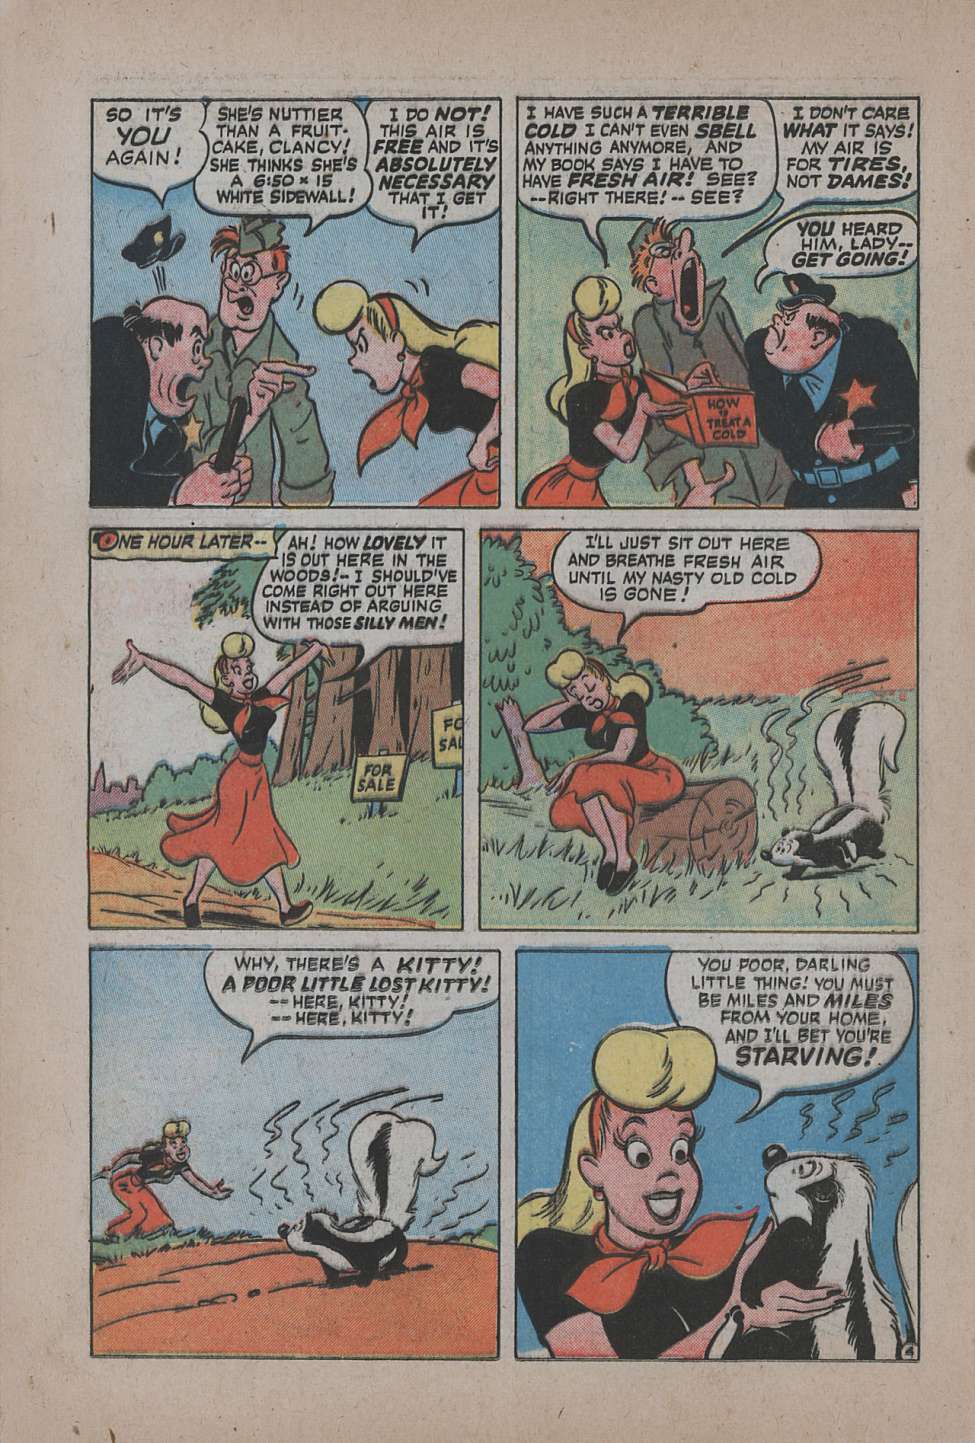 SO IT'S
YOU
AGAIN!
SHE'S NUTTIER
THAN A FRUIT-
CAKE, CLANCY!
SHE THINKS SHE'S
A 6:50 x 15
WHITE SIDEWALL!
I DO NOT!
THIS AIR IS
FREE AND IT'S
ABSOLUTELY
NECESSARY
THAT I GET
IT!
I HAVE SUCH A TERRIBLE
COLD I CAN'T EVEN SBELL
ANYTHING ANYMORE, AND
MY BOOK SAYS I HAVE TO
HAVE FRESH AIR! SEE?
--RIGHT THERE!-- SEE?
I DON'T CARE
WHAT IT SAYS!
MY AIR IS
FOR TIRES,
NOT DAMES!
YOU HEARD
HIM, LADY--
GET GOING!
HOW
TO
TREAT A
COLD
ONE HOUR LATER--
AH! HOW LOVELY IT
IS OUT HERE IN THE
WOODS!-- I SHOULD'VE
COME RIGHT OUT HERE
INSTEAD OF ARGUING
WITH THOSE SILLY MEN!
FOR
SALE
FO
SAL
I'LL JUST SIT OUT HERE
AND BREATHE FRESH AIR
UNTIL MY NASTY OLD COLD
IS GONE!
WHY, THERE'S A KITTY!
A POOR LITTLE LOST KITTY!
-- HERE, KITTY!
-- HERE, KITTY!
YOU POOR, DARLING
LITTLE THING! YOU MUST
BE MILES AND MILES
FROM YOUR HOME,
AND I'LL BET YOU'RE
STARVING!
4